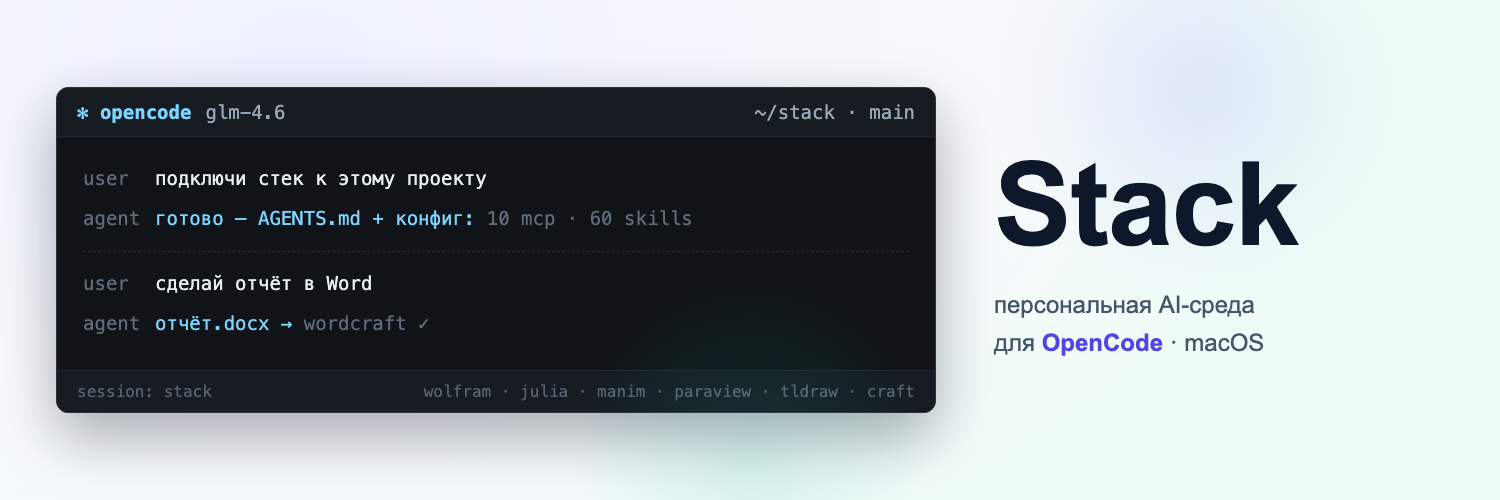 ✻ opencode glm-4.6 ~/stack · main
user подключи стек к этому проекту
agent готово — AGENTS.md + конфиг: 10 mcp · 60 skills
user сделай отчёт в Word
agent отчёт.docx → wordcraft ✓
session: stack wolfram · julia · manim · paraview · tldraw · craft
Stack
персональная AI-среда
для OpenCode · macOS